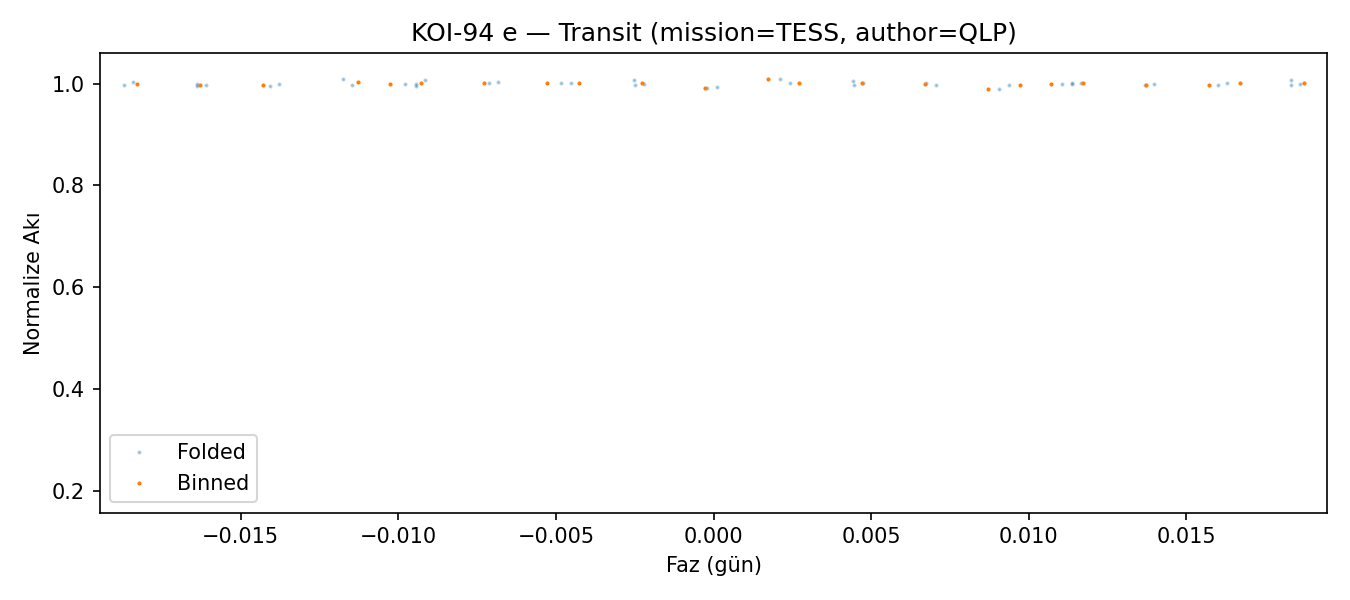 KOI-94 e — Transit (mission=TESS, author=QLP)
Normalize Akı
1.0
0.8
0.6
0.4
0.2
Folded
Binned
−0.015 −0.010 −0.005 0.000 0.005 0.010 0.015
Faz (gün)